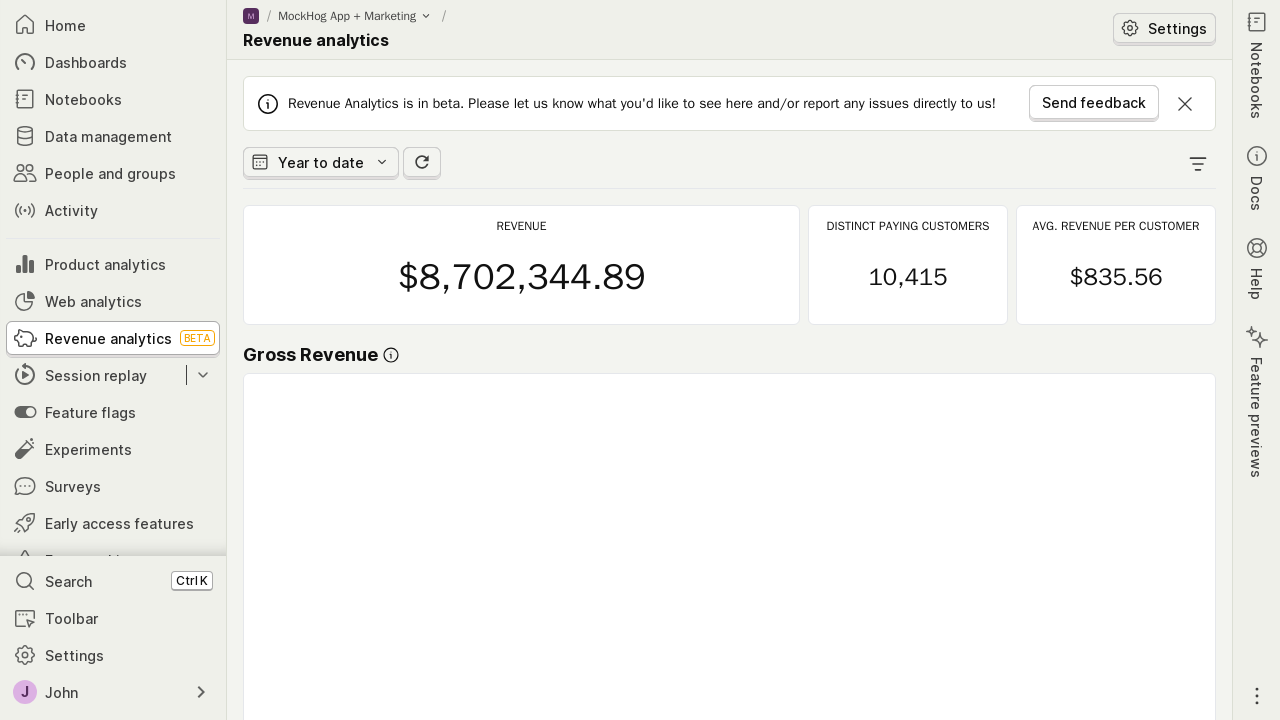 Home
Dashboards
Notebooks
Data management
People and groups
Activity
Product analytics
Web analytics
Revenue analytics BETA
Session replay
Feature flags
Experiments
Surveys
Early access features
Search Ctrl K
Toolbar
Settings
J John
M / MockHog App + Marketing /
Revenue analytics
Settings
Revenue Analytics is in beta. Please let us know what you'd like to see here and/or report any issues directly to us!
Send feedback
Year to date
REVENUE
$8,702,344.89
DISTINCT PAYING CUSTOMERS
10,415
AVG. REVENUE PER CUSTOMER
$835.56
Gross Revenue
Notebooks
Docs
Help
Feature previews